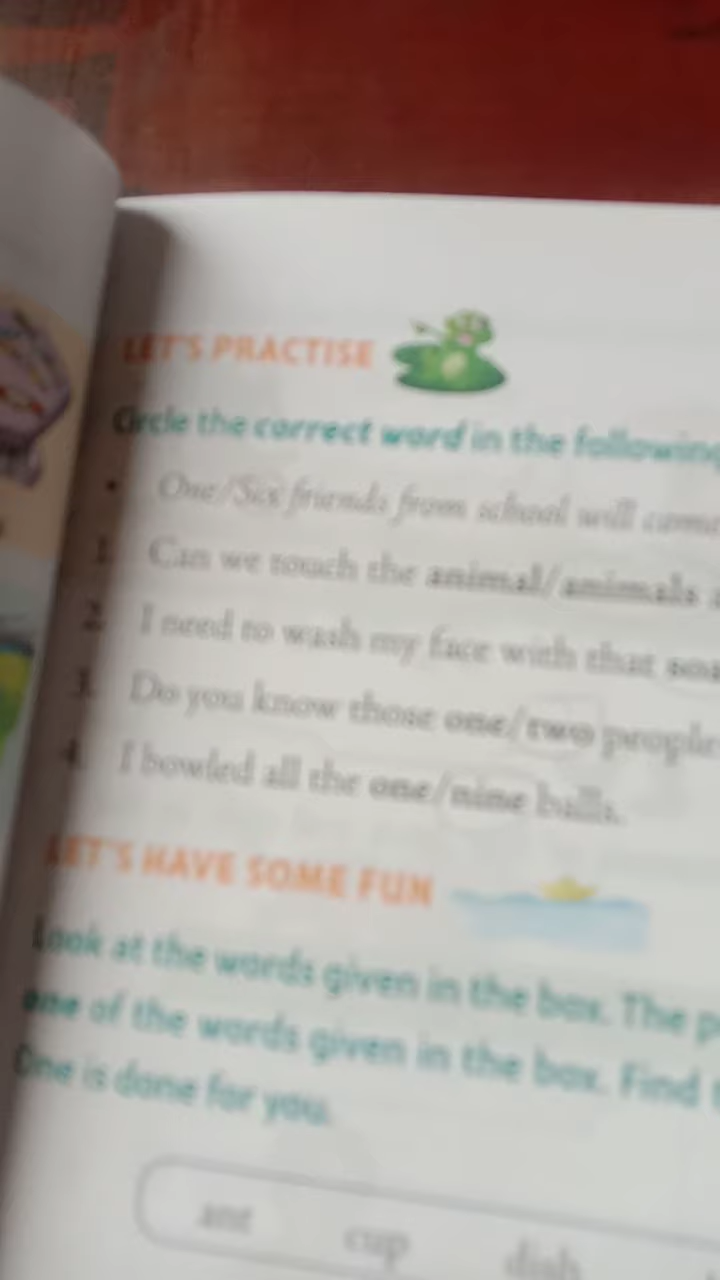 LET'S PRACTISE
Circle the correct word in the following
• One/Six friends from school will come
1. Can we touch the animal/animals
2. I need to wash my face with that
3. Do you know those one/two people
4. I bowled all the one/nine balls.
LET'S HAVE SOME FUN
Look at the words given in the box. The
one of the words given in the box. Find
One is done for you.
ant cup dish